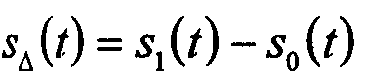 s_Δ(t) = s_1(t) − s_0(t)